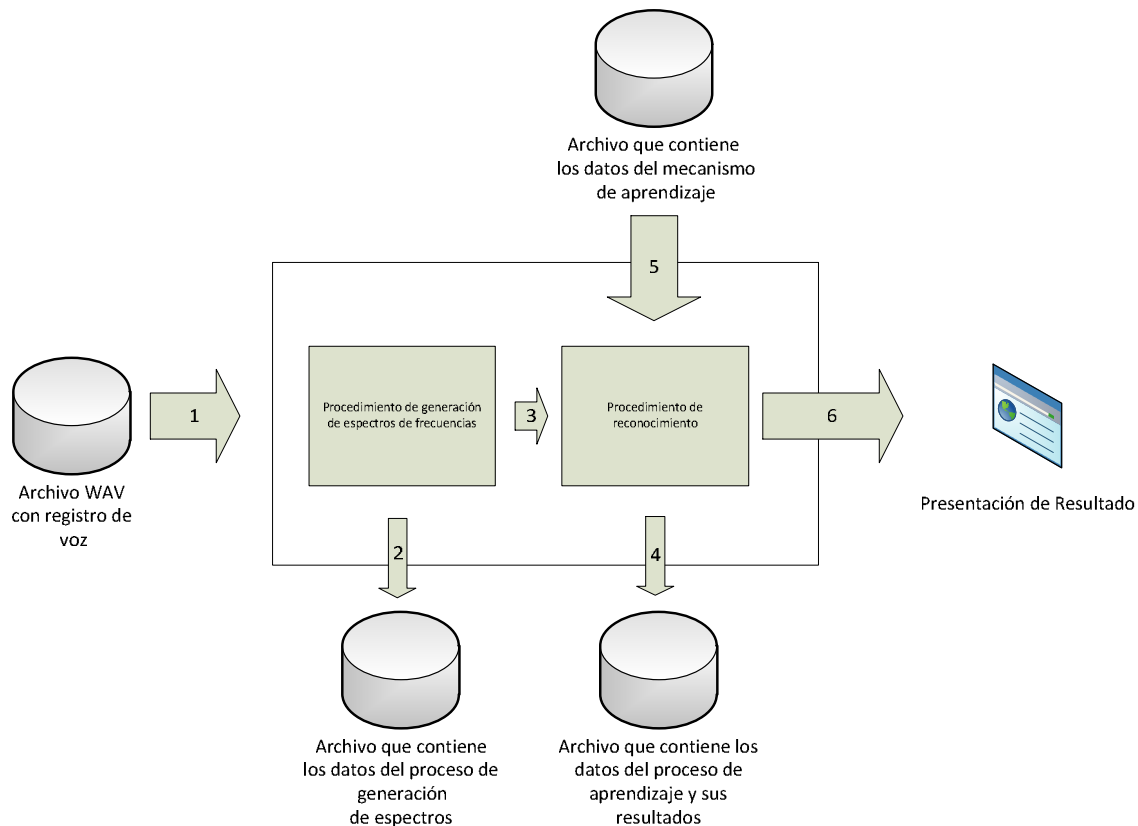 Archivo que contiene
los datos del mecanismo
de aprendizaje
5
1
Procedimiento de generación
de espectros de frecuencias
3
Procedimiento de
reconocimiento
6
Archivo WAV
con registro de
voz
Presentación de Resultado
2
4
Archivo que contiene
los datos del proceso de
generación
de espectros
Archivo que contiene los
datos del proceso de
aprendizaje y sus
resultados